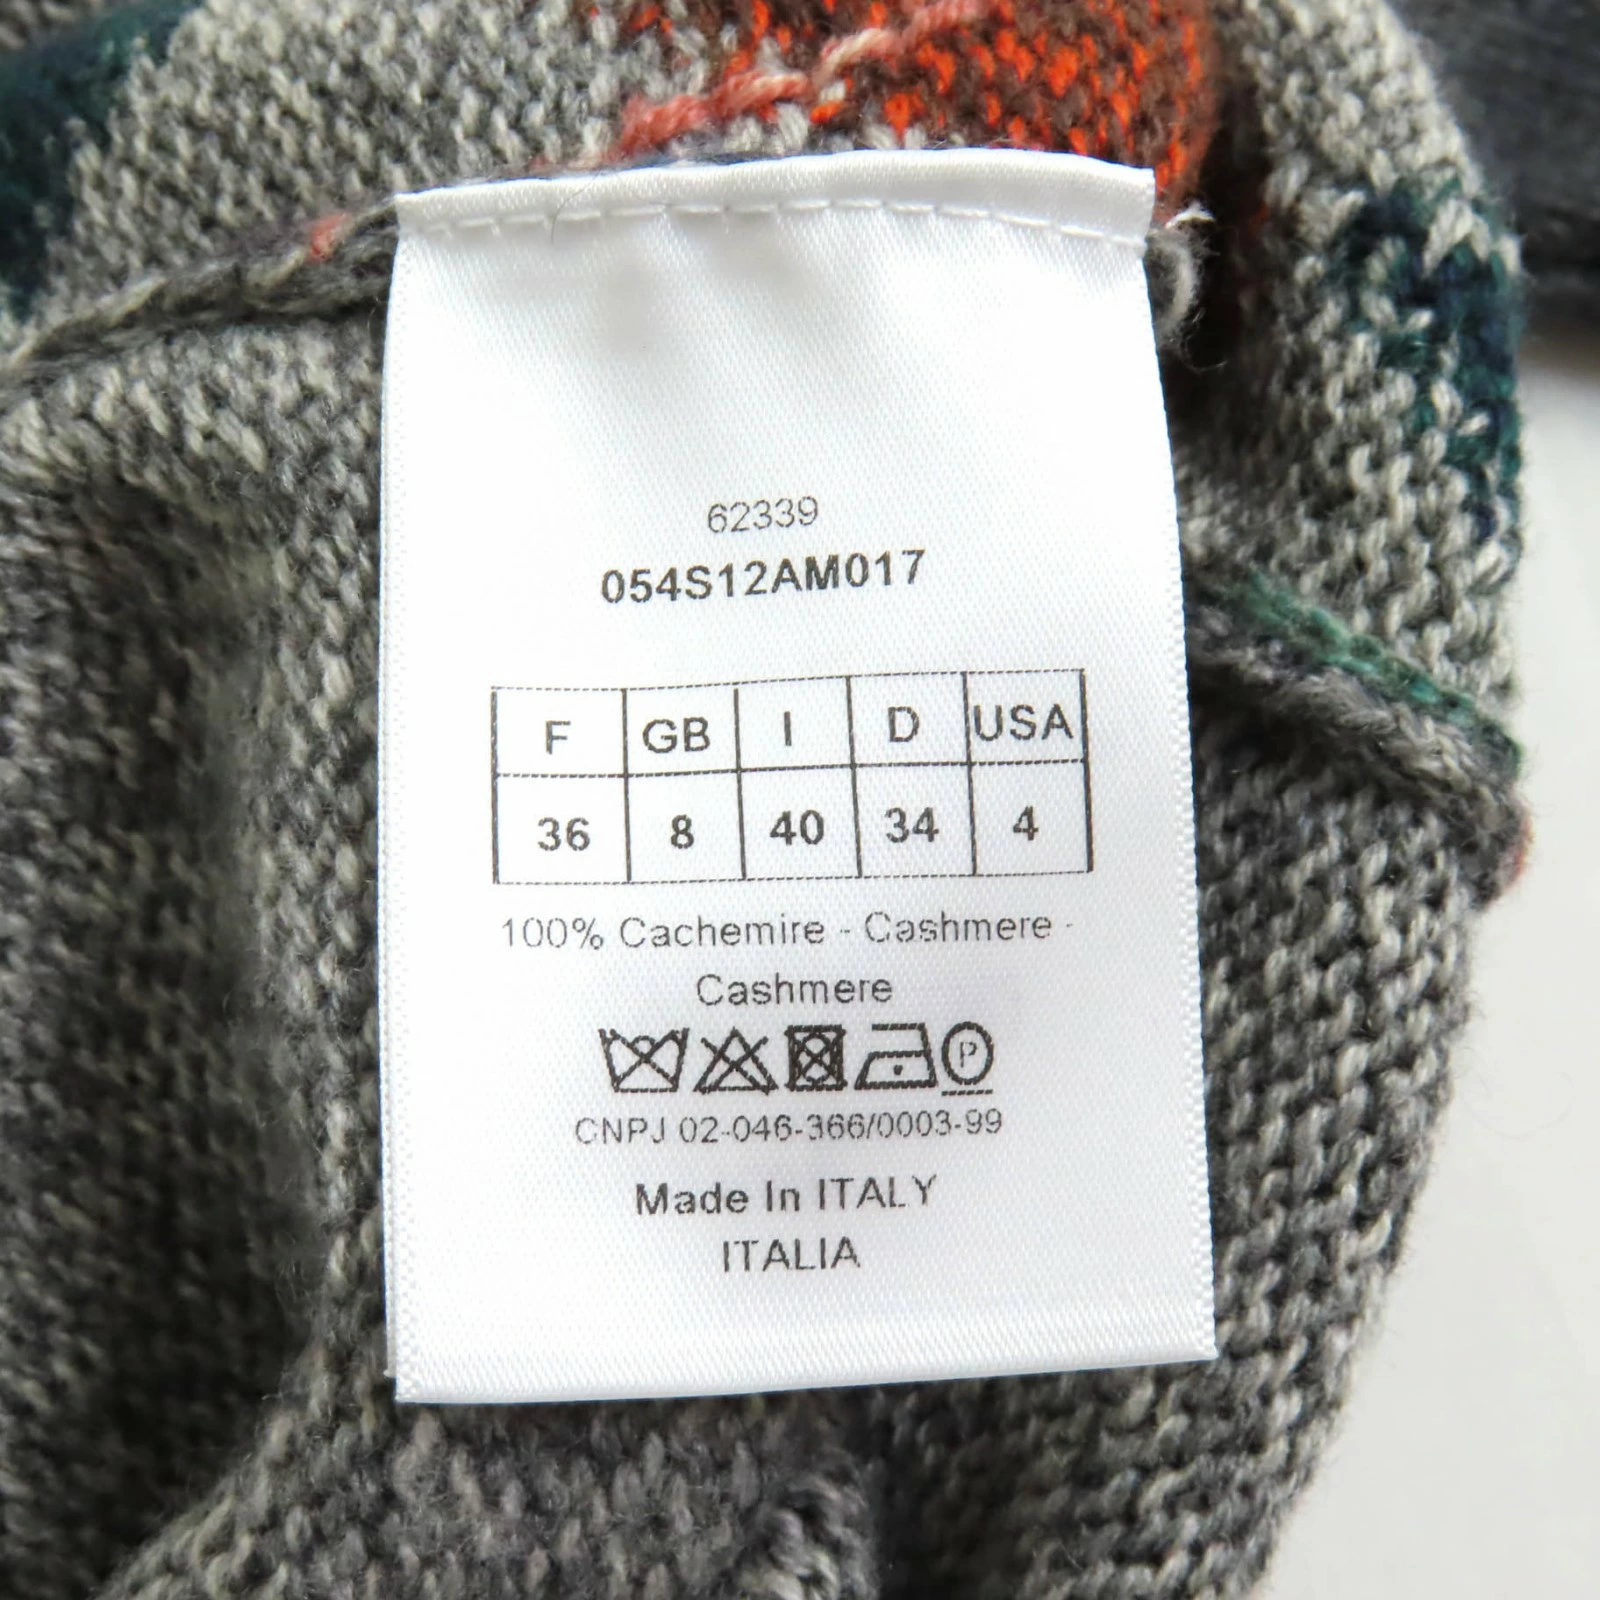 62339
054S12AM017
F GB I D USA
36 8 40 34 4
100% Cachemire - Cashmere -
Cashmere
P
CNPJ 02-046-366/0003-99
Made In ITALY
ITALIA